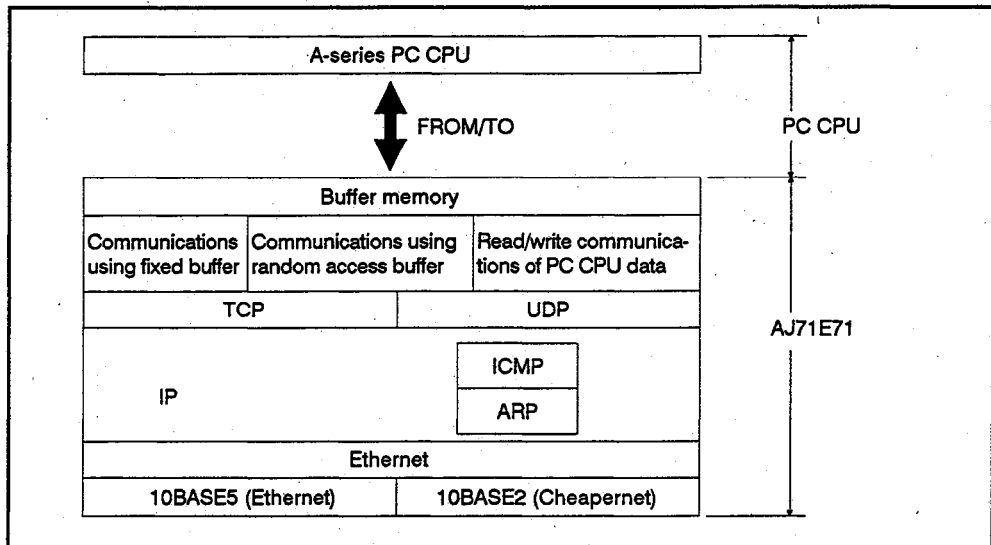 A-series PC CPU
FROM/TO
PC CPU
Buffer memory
Communications
using fixed buffer
Communications using
random access buffer
Read/write communica-
tions of PC CPU data
TCP
UDP
AJ71E71
IP
ICMP
ARP
Ethernet
10BASE5 (Ethernet)
10BASE2 (Cheapernet)